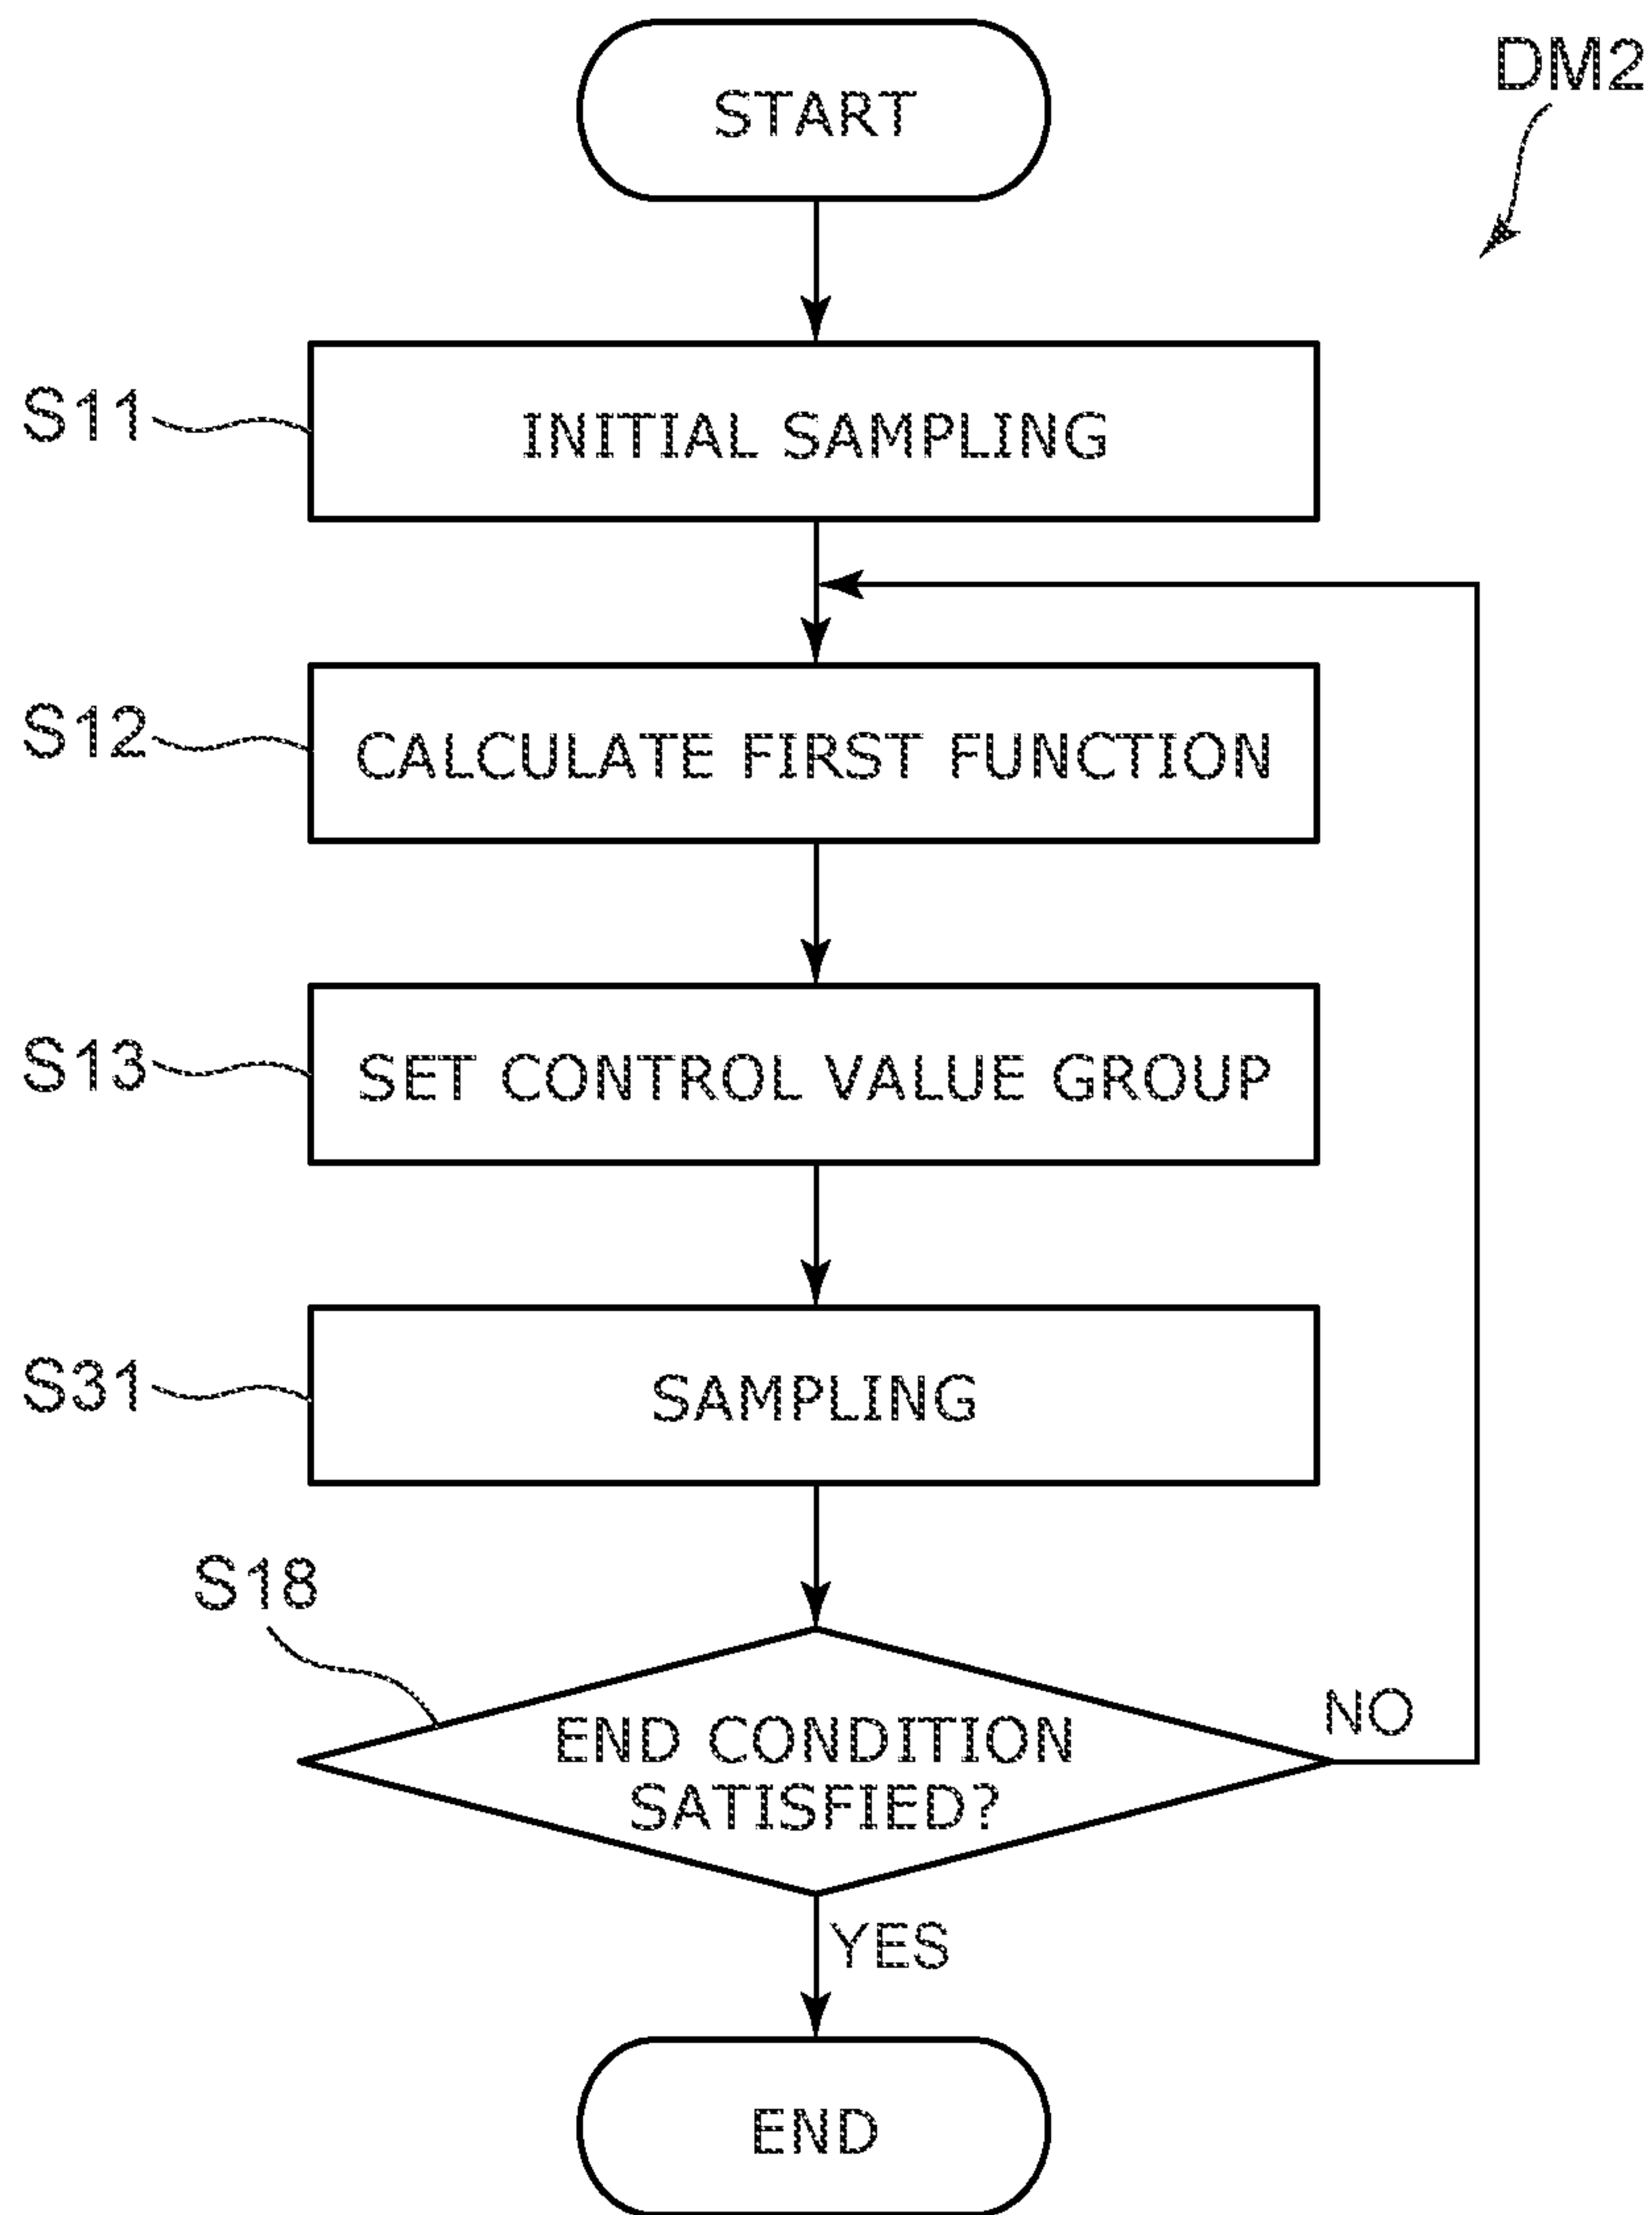 DM2
START
S11
INITIAL SAMPLING
S12
CALCULATE FIRST FUNCTION
S13
SET CONTROL VALUE GROUP
S31
SAMPLING
S18
END CONDITION
SATISFIED?
NO
YES
END